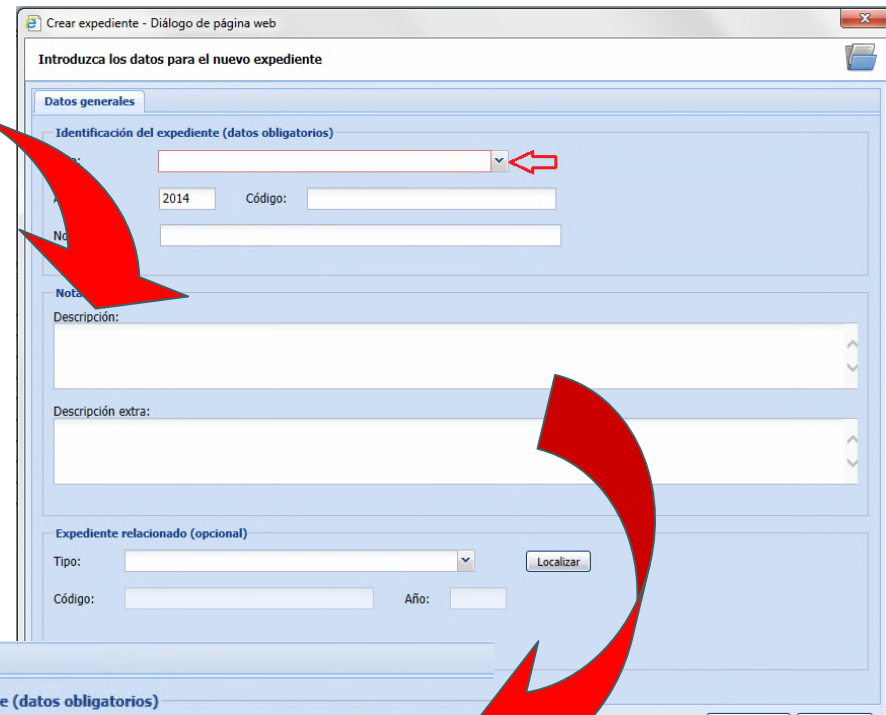 Crear expediente - Diálogo de página web
Introduzca los datos para el nuevo expediente
Datos generales
Identificación del expediente (datos obligatorios)
2014 Código:
Descripción:
Descripción extra:
Expediente relacionado (opcional)
Tipo: Localizar
Código: Año:
(datos obligatorios)